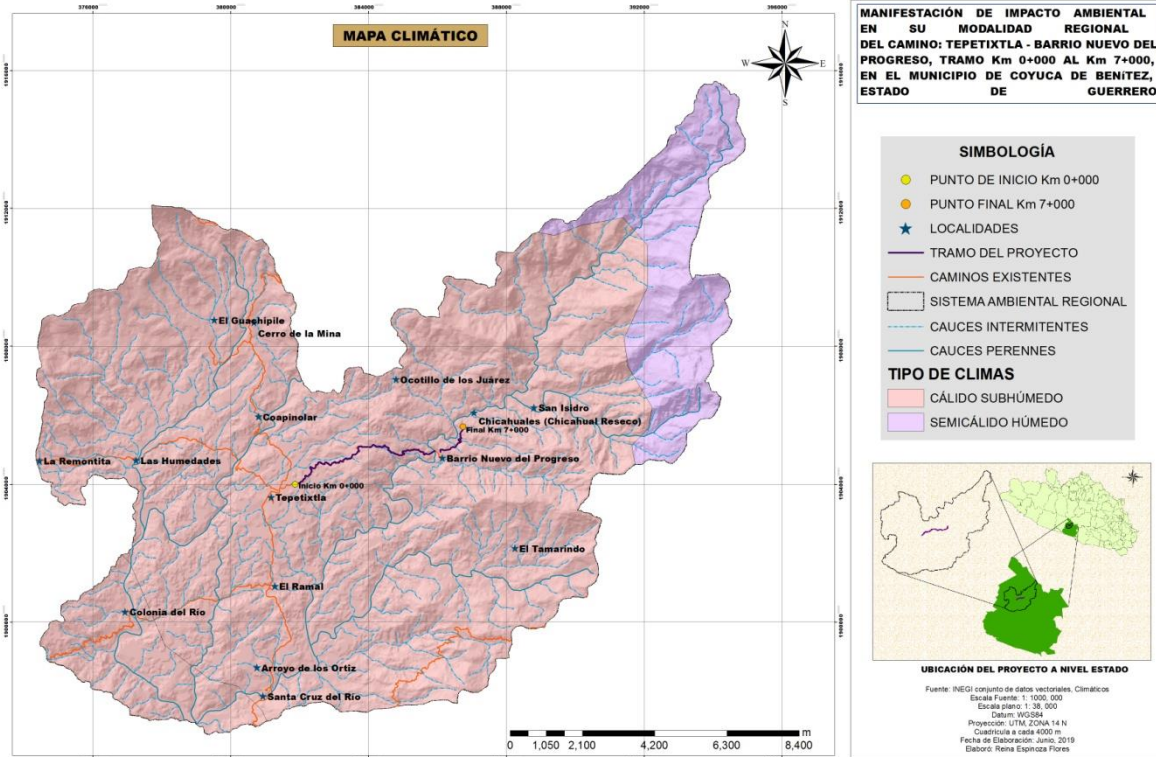 MAPA CLIMÁTICO
376000
380000
384000
388000
392000
396000
N
W
E
S
El Guachipile
Cerro de la Mina
Ocotillo de los Juárez
Coapinolar
San Isidro
Chicahuales (Chicahual Reseco)
Final Km 7+000
La Remontita
Las Humedades
Barrio Nuevo del Progreso
Inicio Km 0+000
Tepetixtla
El Tamarindo
El Ramal
Colonia del Río
Arroyo de los Ortiz
Santa Cruz del Río
0 1,050 2,100 4,200 6,300 8,400 m
MANIFESTACIÓN DE IMPACTO AMBIENTAL
EN SU MODALIDAD REGIONAL
DEL CAMINO: TEPETIXTLA - BARRIO NUEVO DEL
PROGRESO, TRAMO Km 0+000 AL Km 7+000,
EN EL MUNICIPIO DE COYUCA DE BENíTEZ,
ESTADO DE GUERRERO
SIMBOLOGÍA
PUNTO DE INICIO Km 0+000
PUNTO FINAL Km 7+000
LOCALIDADES
TRAMO DEL PROYECTO
CAMINOS EXISTENTES
SISTEMA AMBIENTAL REGIONAL
CAUCES INTERMITENTES
CAUCES PERENNES
TIPO DE CLIMAS
CÁLIDO SUBHÚMEDO
SEMICÁLIDO HÚMEDO
UBICACIÓN DEL PROYECTO A NIVEL ESTADO
Fuente: INEGI conjunto de datos vectoriales, Climáticos
Escala Fuente: 1: 1000, 000
Escala plano: 1: 38, 000
Datum: WGS84
Proyección: UTM, ZONA 14 N
Cuadrícula a cada 4000 m
Fecha de Elaboración: Junio, 2019
Elaboró: Reina Espinoza Flores